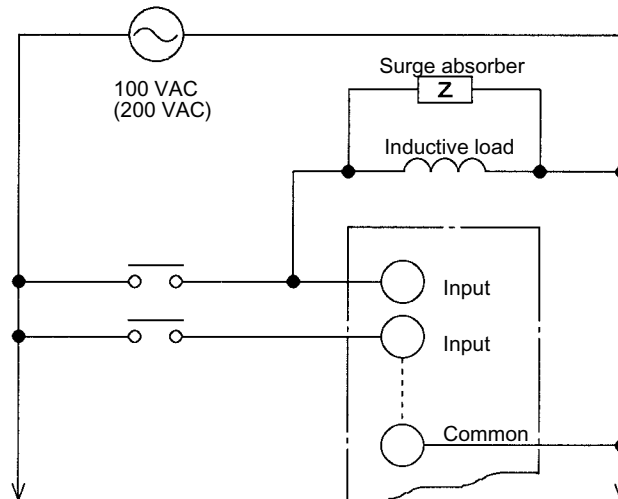 100 VAC
(200 VAC)
Surge absorber
Z
Inductive load
Input
Input
Common